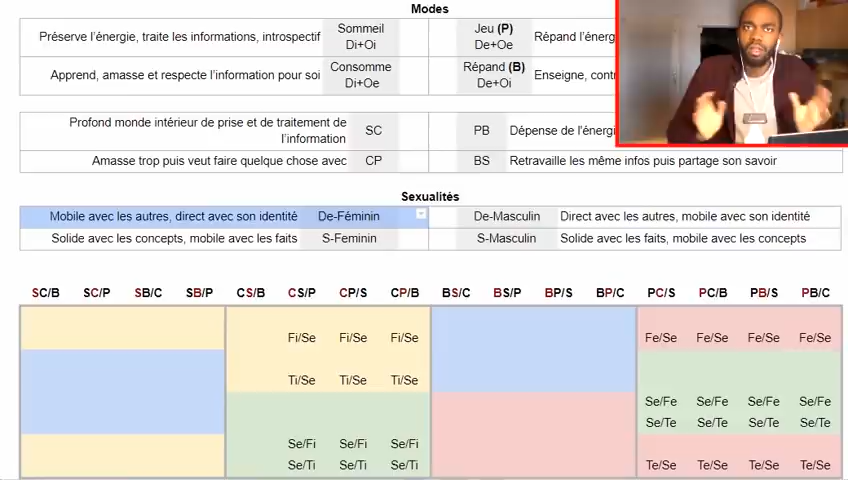 Modes
Préserve l'énergie, traite les informations, introspectif Sommeil Di+Oi Jeu (P) De+Oe Répand l'énerg
Apprend, amasse et respecte l'information pour soi Consomme Di+Oe Répand (B) De+Oi Enseigne, cont
Profond monde intérieur de prise et de traitement de l'information SC PB Dépense de l'énergi
Amasse trop puis veut faire quelque chose avec CP BS Retravaille les même infos puis partage son savoir
Sexualités
Mobile avec les autres, direct avec son identité De-Féminin De-Masculin Direct avec les autres, mobile avec son identité
Solide avec les concepts, mobile avec les faits S-Feminin S-Masculin Solide avec les faits, mobile avec les concepts
SC/B SC/P SB/C SB/P CS/B CS/P CP/S CP/B BS/C BS/P BP/S BP/C PC/S PC/B PB/S PB/C
Fi/Se Fi/Se Fi/Se Fe/Se Fe/Se Fe/Se Fe/Se
Ti/Se Ti/Se Ti/Se
Se/Fe Se/Fe Se/Fe Se/Fe
Se/Te Se/Te Se/Te Se/Te
Se/Fi Se/Fi Se/Fi
Se/Ti Se/Ti Se/Ti Te/Se Te/Se Te/Se Te/Se